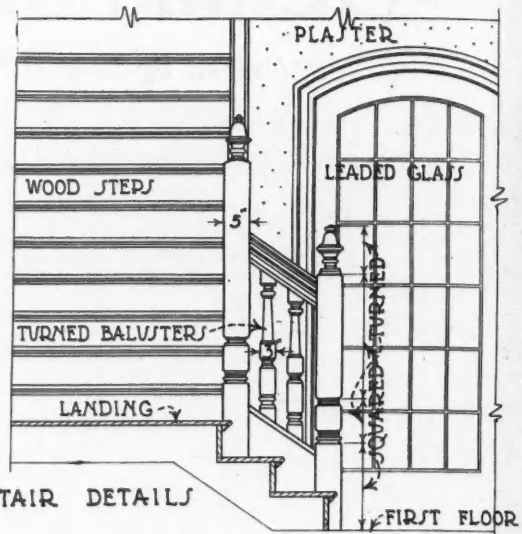 PLASTER
WOOD STEPS
LEADED GLASS
5"
SQUARED & TURNED
TURNED BALUSTERS
3"
LANDING
TAIR DETAILS
FIRST FLOOR